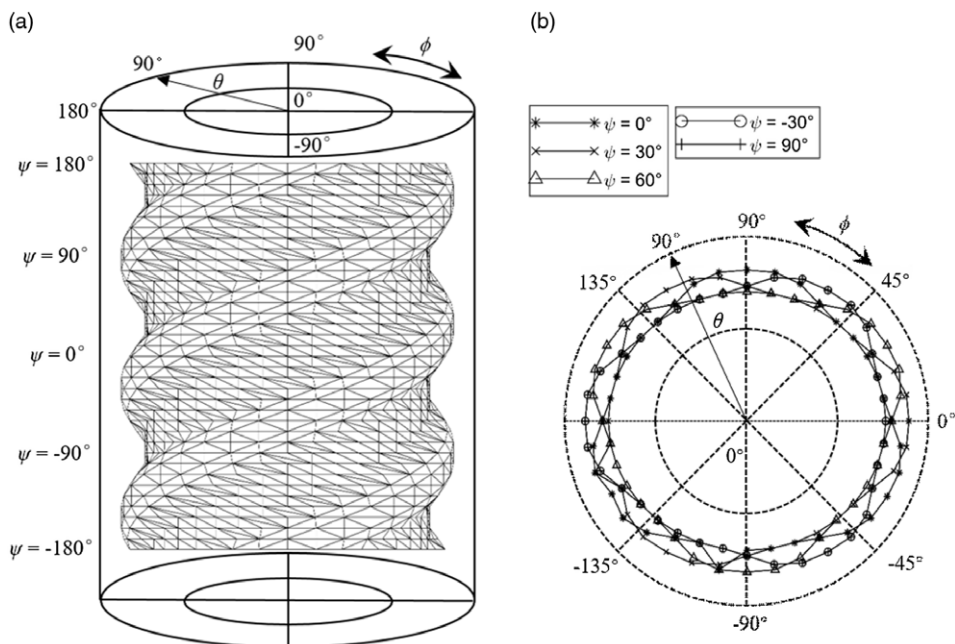 (a)
90°
ϕ
90°
θ
0°
180°
-90°
ψ = 180°
ψ = 90°
ψ = 0°
ψ = -90°
ψ = -180°
(b)
ψ = 0°
ψ = 30°
ψ = 60°
ψ = -30°
ψ = 90°
90°
ϕ
90°
135°
45°
θ
0°
0°
-135°
-45°
-90°